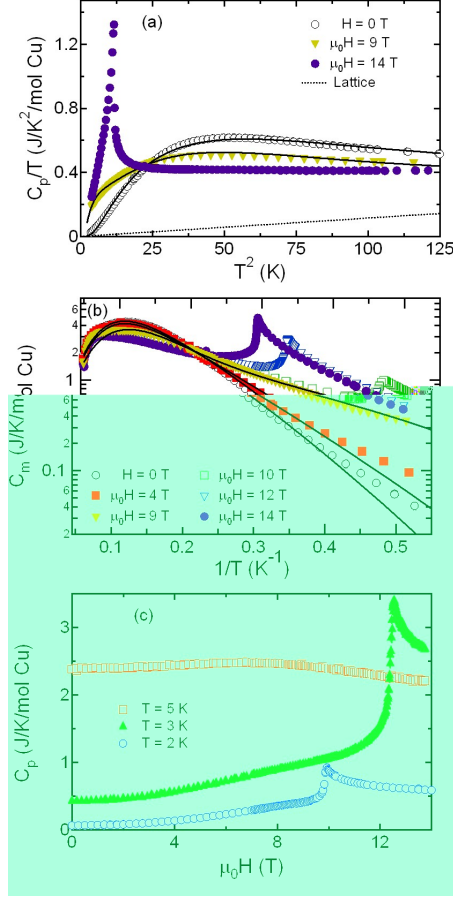 (a)
H = 0 T
μ₀H = 9 T
μ₀H = 14 T
Lattice
1.2
0.8
0.4
0
Cp/T (J/K²/mol Cu)
0 25 50 75 100 125
T² (K)
(b)
6
4
2
1
6
4
2
0.1
6
4
2
Cm (J/K/m
ol Cu)
H = 0 T
μ₀H = 4 T
μ₀H = 9 T
μ₀H = 10 T
μ₀H = 12 T
μ₀H = 14 T
0.1 0.2 0.3 0.4 0.5
1/T (K⁻¹)
(c)
3
2
1
0
Cp (J/K/mol Cu)
T = 5 K
T = 3 K
T = 2 K
0 4 8 12
μ₀H (T)